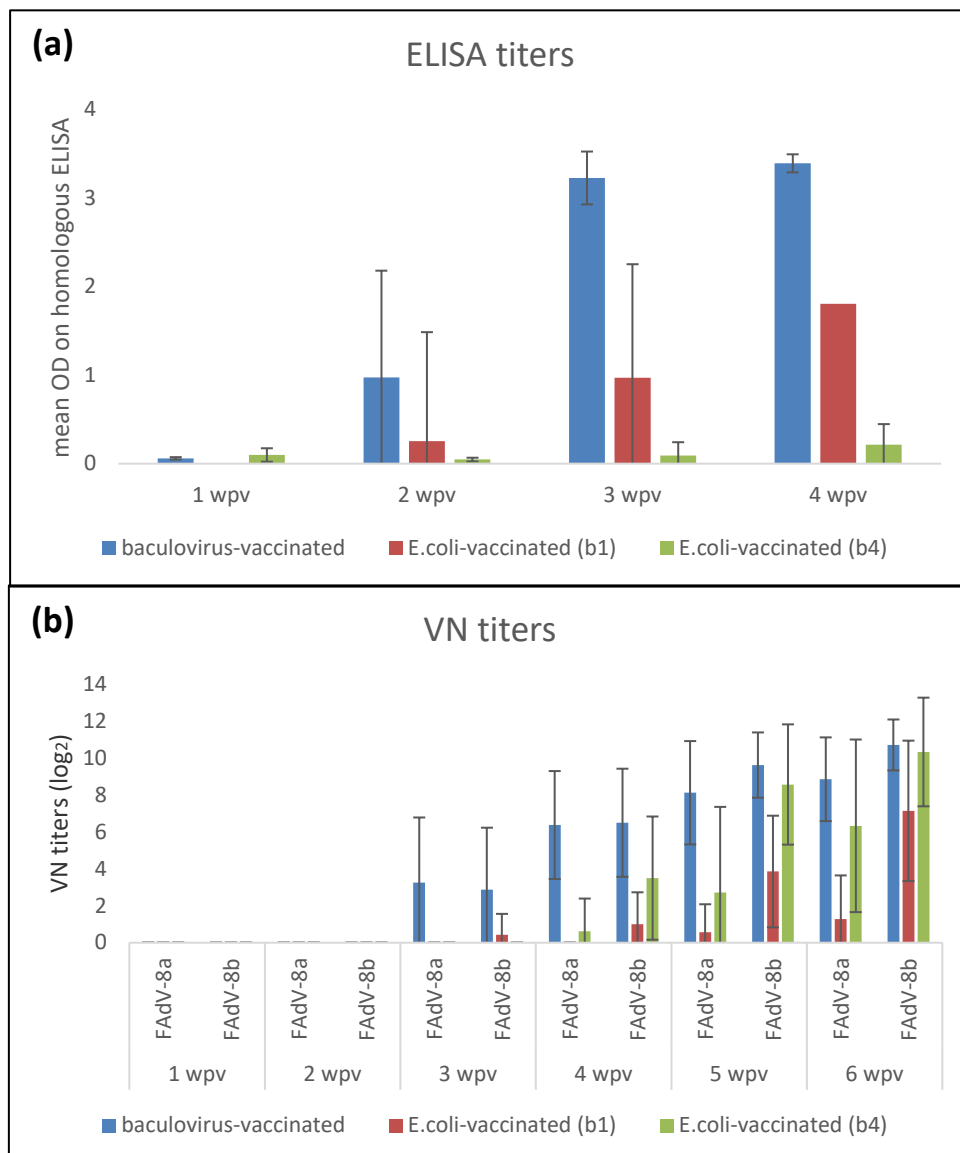 (a)
ELISA titers
mean OD on homologous ELISA
4
3
2
1
0
1 wpv 2 wpv 3 wpv 4 wpv
baculovirus-vaccinated E.coli-vaccinated (b1) E.coli-vaccinated (b4)
(b)
VN titers
VN titers (log₂)
14
12
10
8
6
4
2
0
FAdV-8a FAdV-8b FAdV-8a FAdV-8b FAdV-8a FAdV-8b FAdV-8a FAdV-8b FAdV-8a FAdV-8b FAdV-8a FAdV-8b
1 wpv 2 wpv 3 wpv 4 wpv 5 wpv 6 wpv
baculovirus-vaccinated E.coli-vaccinated (b1) E.coli-vaccinated (b4)